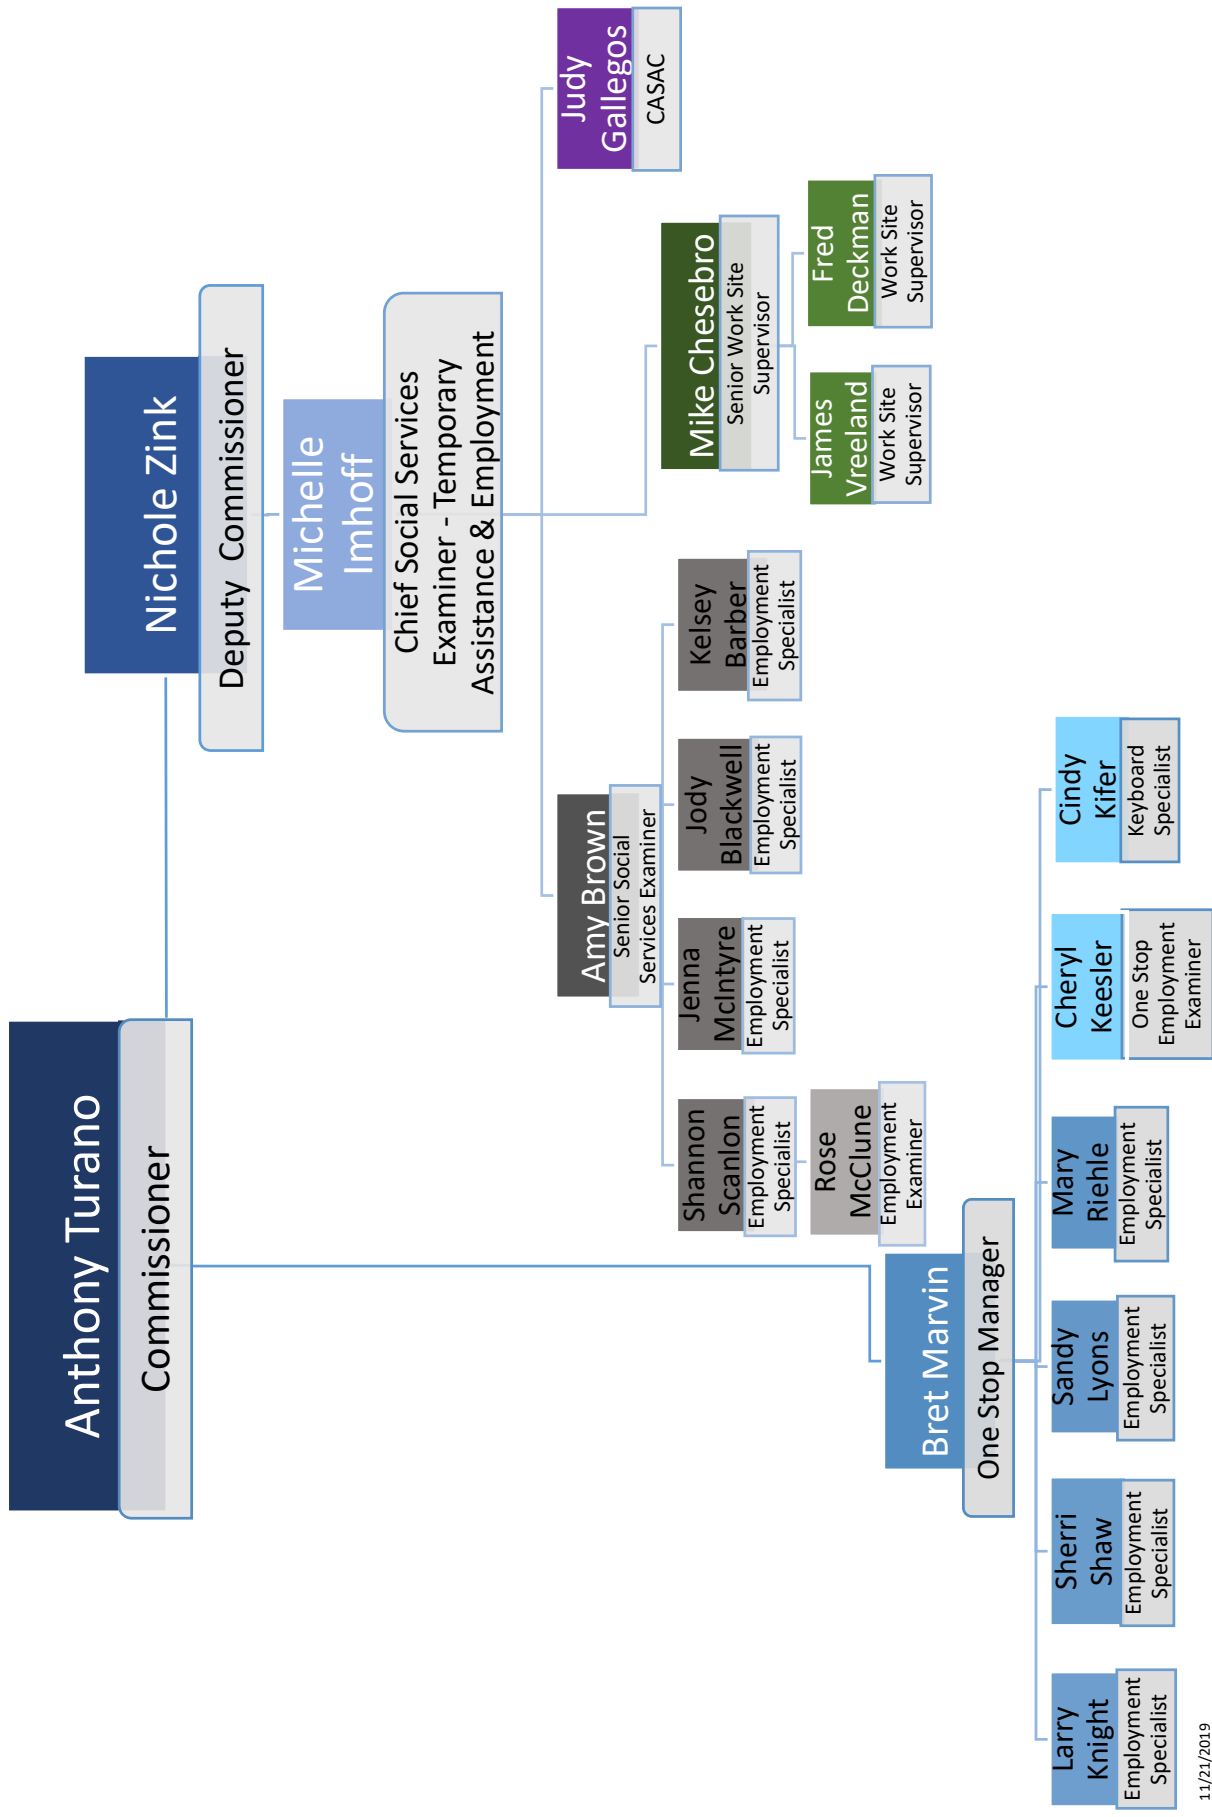 Anthony Turano
Commissioner
Nichole Zink
Deputy Commissioner
Michelle
Imhoff
Chief Social Services
Examiner - Temporary
Assistance & Employment
Amy Brown
Senior Social
Services Examiner
Shannon
Scanlon
Employment
Specialist
Rose
McClune
Employment
Examiner
Jenna
McIntyre
Employment
Specialist
Jody
Blackwell
Employment
Specialist
Kelsey
Barber
Employment
Specialist
Mike Chesebro
Senior Work Site
Supervisor
James
Vreeland
Work Site
Supervisor
Fred
Deckman
Work Site
Supervisor
Judy
Gallegos
CASAC
Bret Marvin
One Stop Manager
Larry
Knight
Employment
Specialist
Sherri
Shaw
Employment
Specialist
Sandy
Lyons
Employment
Specialist
Mary
Riehle
Employment
Specialist
Cheryl
Keesler
One Stop
Employment
Examiner
Cindy
Kifer
Keyboard
Specialist
11/21/2019